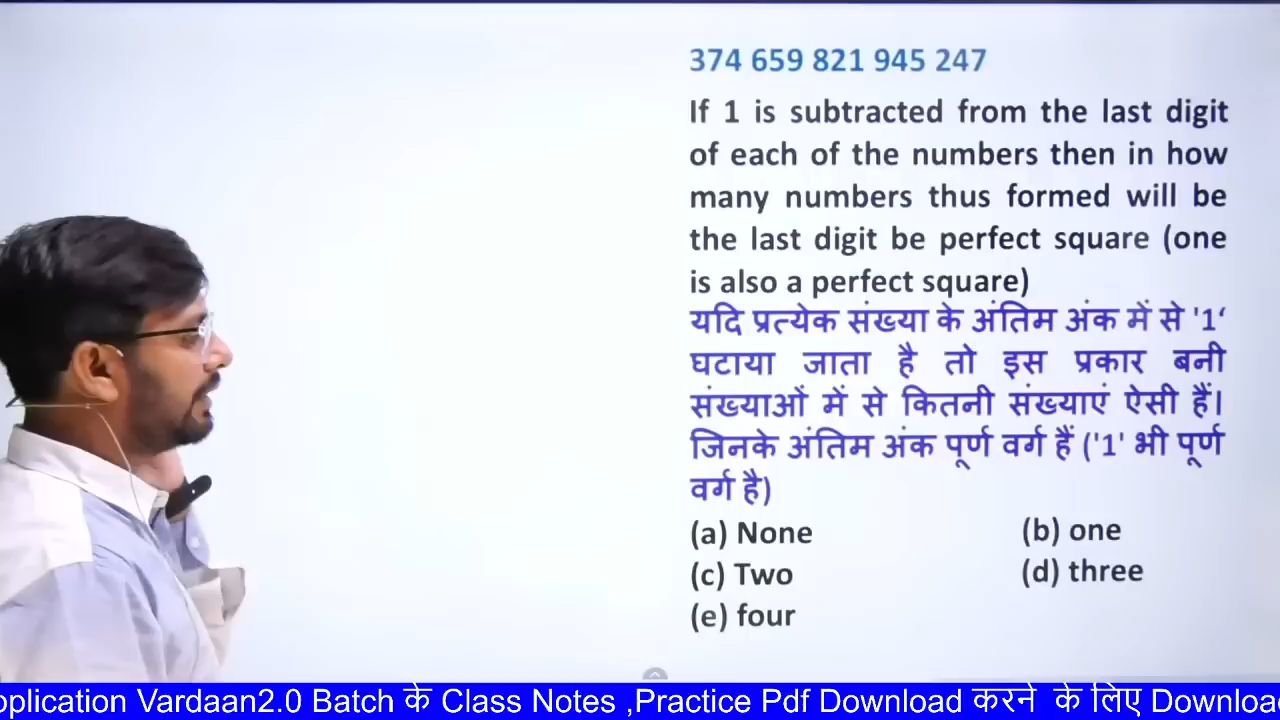 374 659 821 945 247
If 1 is subtracted from the last digit
of each of the numbers then in how
many numbers thus formed will be
the last digit be perfect square (one
is also a perfect square)
यदि प्रत्येक संख्या के अंतिम अंक में से '1‘
घटाया जाता है तो इस प्रकार बनी
संख्याओं में से कितनी संख्याएं ऐसी हैं।
जिनके अंतिम अंक पूर्ण वर्ग हैं ('1' भी पूर्ण
वर्ग है)
(a) None (b) one
(c) Two (d) three
(e) four
pplication Vardaan2.0 Batch के Class Notes ,Practice Pdf Download करने के लिए Downloa